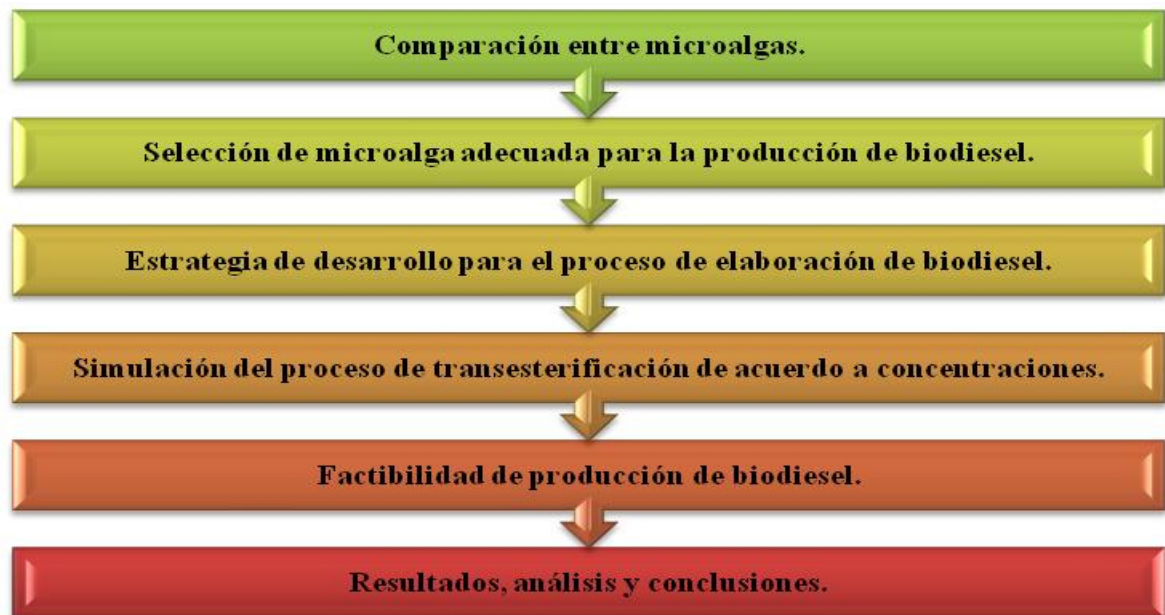 Comparación entre microalgas.
Selección de microalga adecuada para la producción de biodiesel.
Estrategia de desarrollo para el proceso de elaboración de biodiesel.
Simulación del proceso de transesterificación de acuerdo a concentraciones.
Factibilidad de producción de biodiesel.
Resultados, análisis y conclusiones.